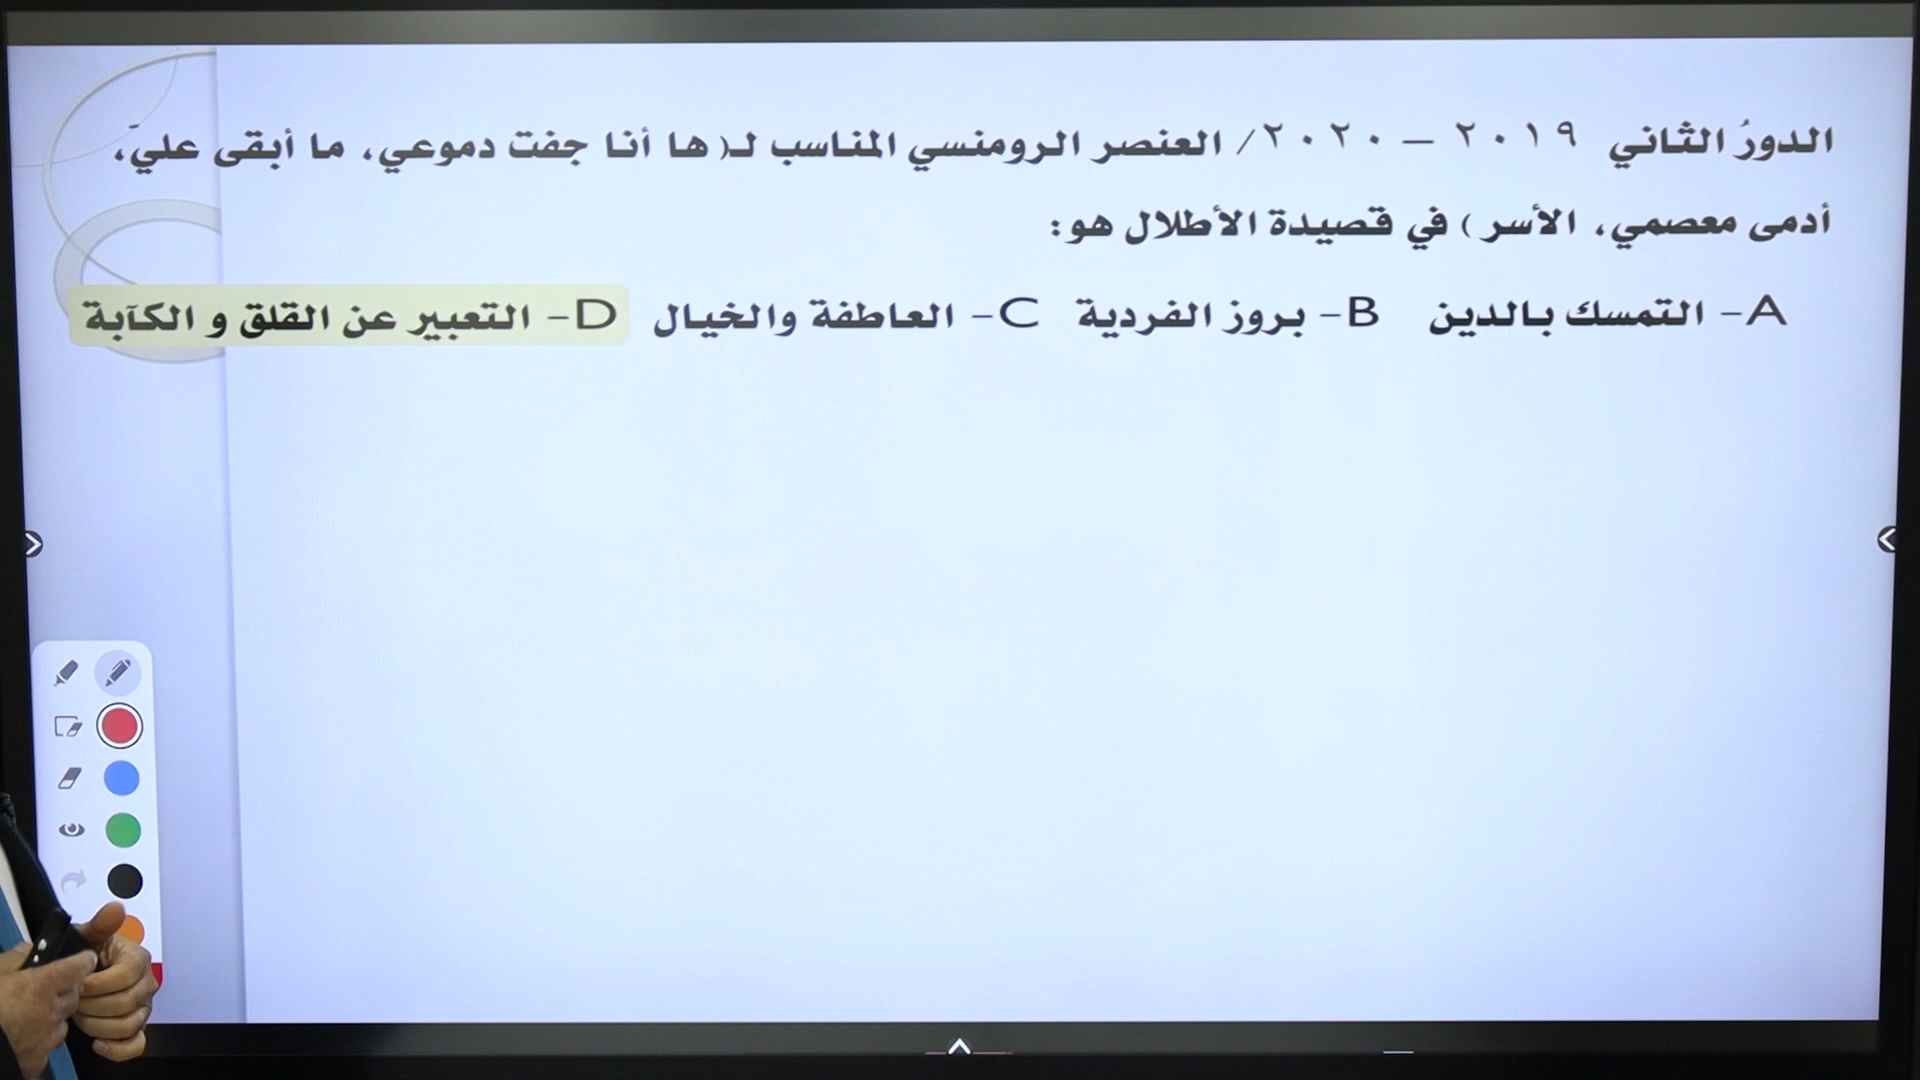 الدورُ الثاني ٢٠١٩ – ٢٠٢٠/ العنصر الرومنسي المناسب لـ( ها أنا جفت دموعي، ما أبقى عليّ،
أدمى معصمي، الأسر ) في قصيدة الأطلال هو:
A- التمسك بالدين B- بروز الفردية C- العاطفة والخيال D- التعبير عن القلق و الكآبة